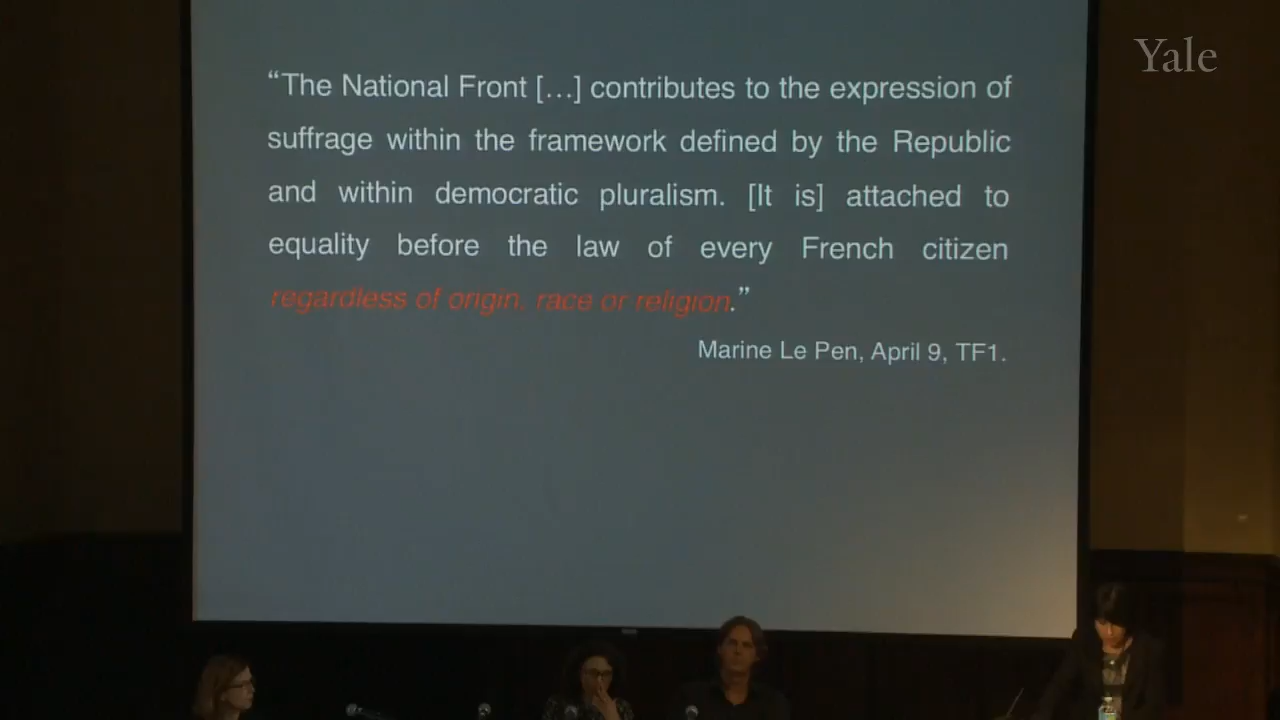 Yale
“The National Front […] contributes to the expression of
suffrage within the framework defined by the Republic
and within democratic pluralism. [It is] attached to
equality before the law of every French citizen
regardless of origin, race or religion.”
Marine Le Pen, April 9, TF1.